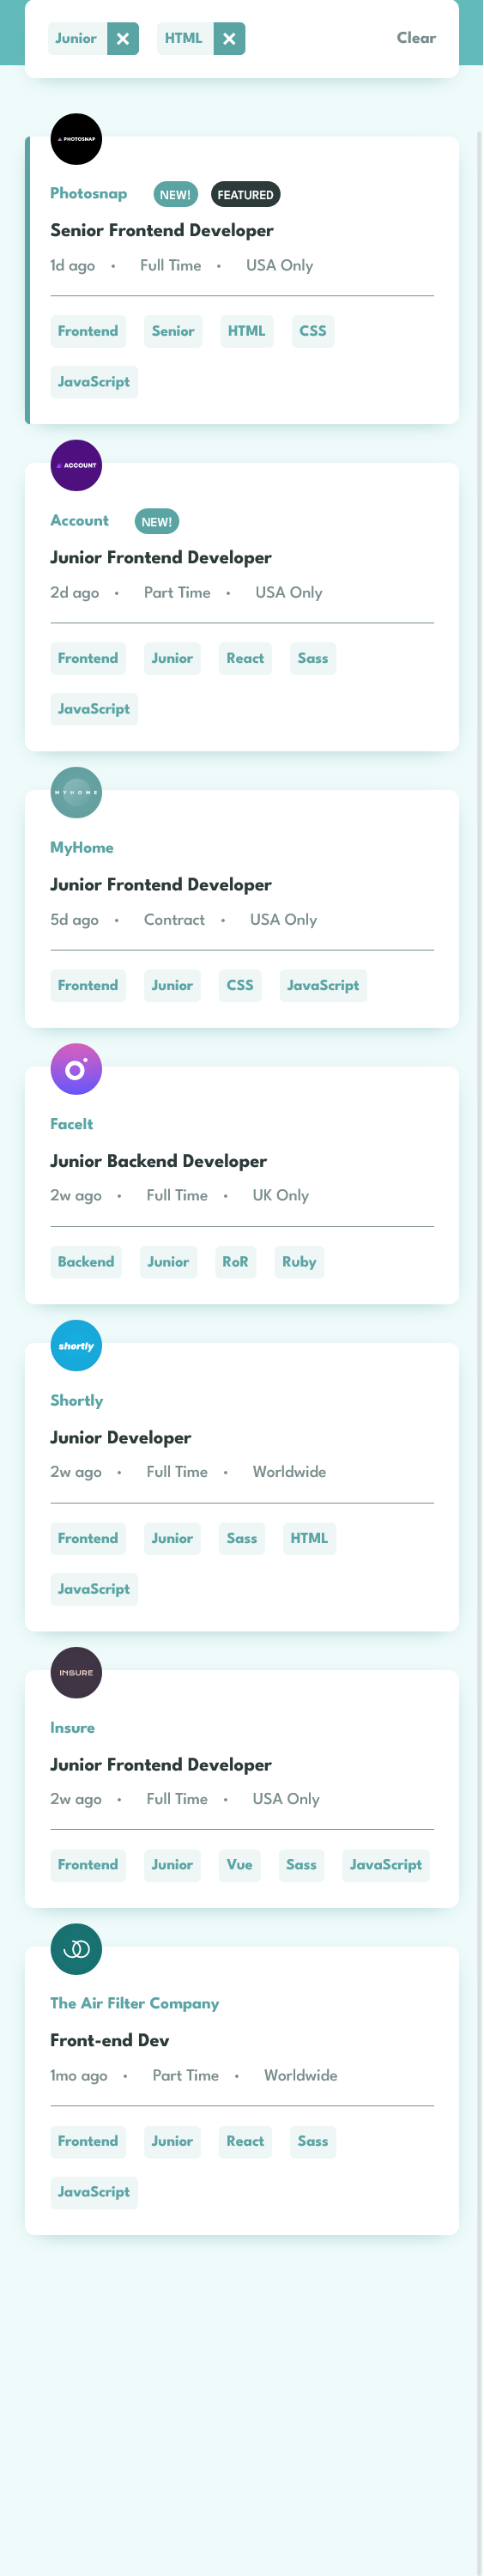 Junior HTML Clear
PHOTOSNAP
Photosnap NEW! FEATURED
Senior Frontend Developer
1d ago • Full Time • USA Only
Frontend Senior HTML CSS
JavaScript
ACCOUNT
Account NEW!
Junior Frontend Developer
2d ago • Part Time • USA Only
Frontend Junior React Sass
JavaScript
MYHOME
MyHome
Junior Frontend Developer
5d ago • Contract • USA Only
Frontend Junior CSS JavaScript
FaceIt
Junior Backend Developer
2w ago • Full Time • UK Only
Backend Junior RoR Ruby
shortly
Shortly
Junior Developer
2w ago • Full Time • Worldwide
Frontend Junior Sass HTML
JavaScript
INSURE
Insure
Junior Frontend Developer
2w ago • Full Time • USA Only
Frontend Junior Vue Sass JavaScript
The Air Filter Company
Front-end Dev
1mo ago • Part Time • Worldwide
Frontend Junior React Sass
JavaScript